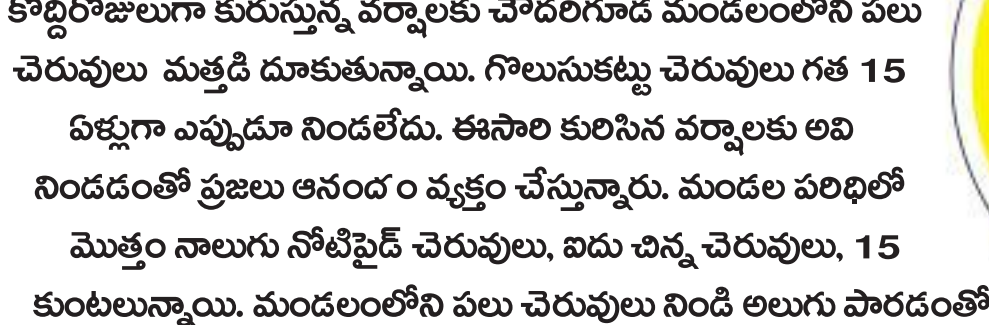 కొద్దిరోజులుగా కురుస్తున్న వర్షాలకు చౌదరిగూడ మండలంలోని పలు
చెరువులు మత్తడి దూకుతున్నాయి. గొలుసుకట్టు చెరువులు గత 15
ఏళ్లుగా ఎప్పుడూ నిండలేదు. ఈసారి కురిసిన వర్షాలకు అవి
నిండడంతో ప్రజలు ఆనంద ం వ్యక్తం చేస్తున్నారు. మండల పరిధిలో
మొత్తం నాలుగు నోటిఫైడ్ చెరువులు, ఐదు చిన్న చెరువులు, 15
కుంటలున్నాయి. మండలంలోని పలు చెరువులు నిండి అలుగు పారడంతో